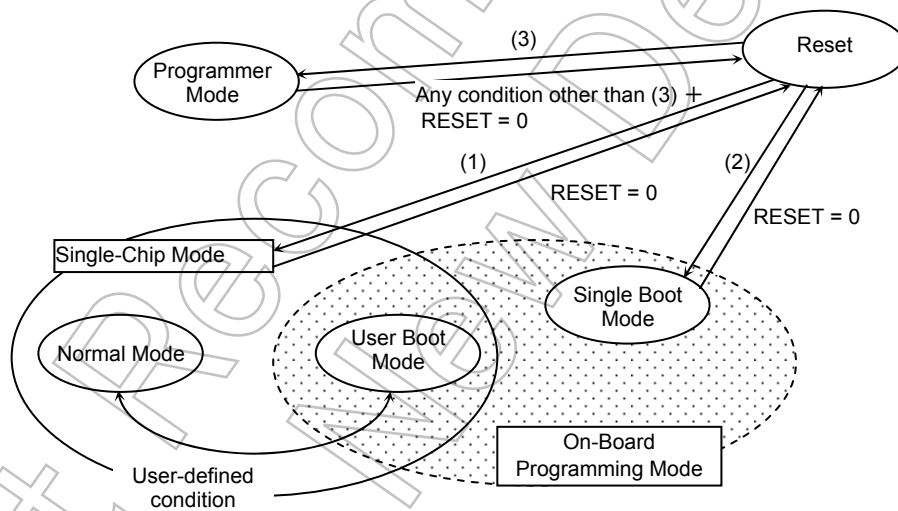 (3)
Reset
Programmer
Mode
Any condition other than (3) +
RESET = 0
(1)
(2)
RESET = 0
RESET = 0
Single-Chip Mode
Single Boot
Mode
Normal Mode
User Boot
Mode
On-Board
Programming Mode
User-defined
condition